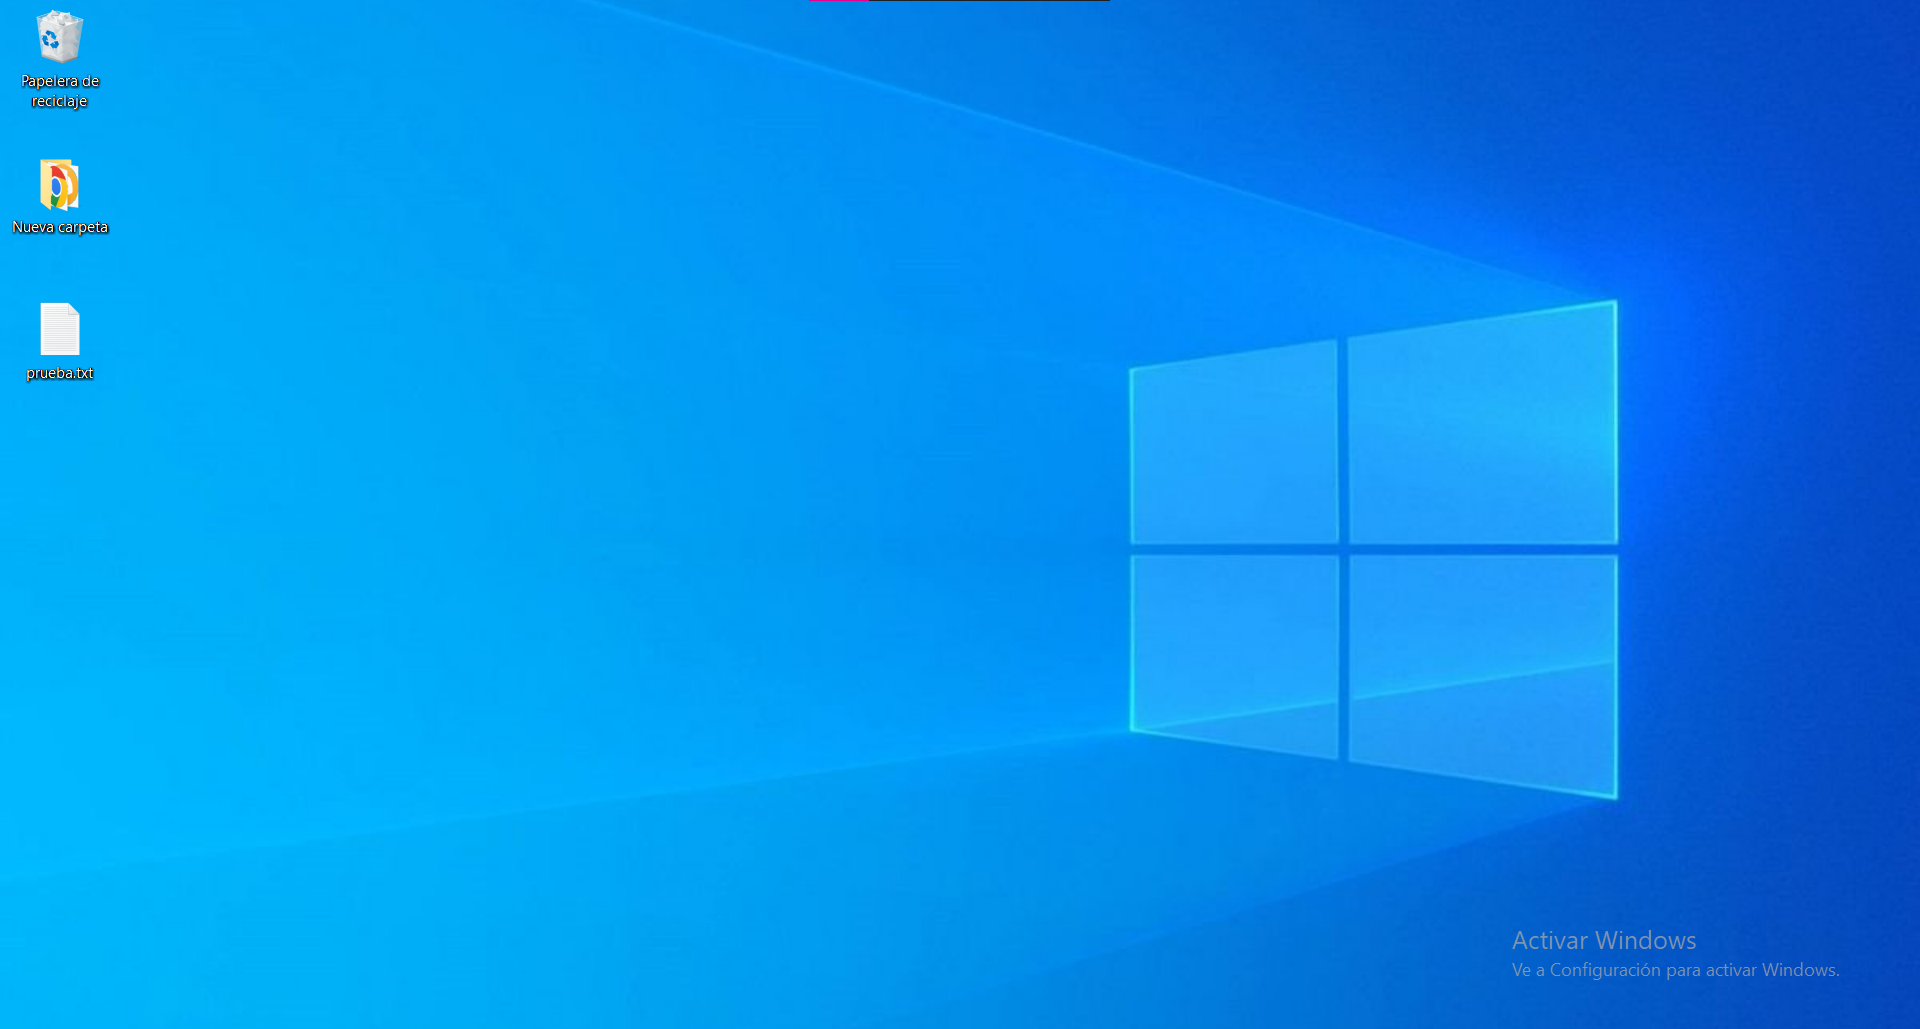 Papelera de
reciclaje
Nueva carpeta
prueba.txt
Activar Windows
Ve a Configuración para activar Windows.